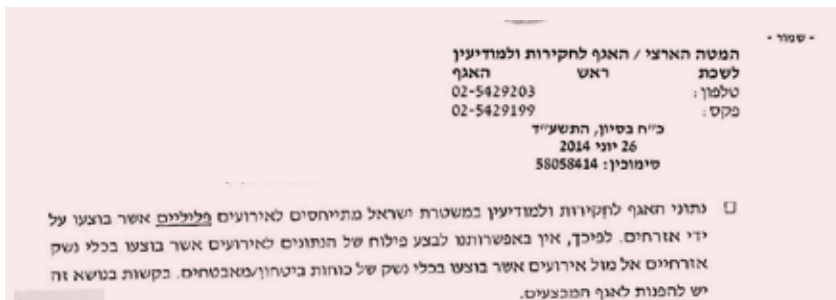 - שמור -
המטה הארצי / האגף לחקירות ולמודיעין
לשכת ראש האגף
טלפון: 02-5429203
פקס: 02-5429199
כ״ח בסיון, התשע״ד
26 יוני 2014
סימוכין: 58058414
נתוני האגף לחקירות ולמודיעין במשטרת ישראל מתייחסים לאירועים פליליים אשר בוצעו על
ידי אזרחים. לפיכך, אין באפשרותנו לבצע פילוח של הנתונים לאירועים אשר בוצעו בכלי נשק
אזרחיים אל מול אירועים אשר בוצעו בכלי נשק של כוחות ביטחון/מאבטחים. בקשות בנושא זה
יש להפנות לאגף המבצעים.